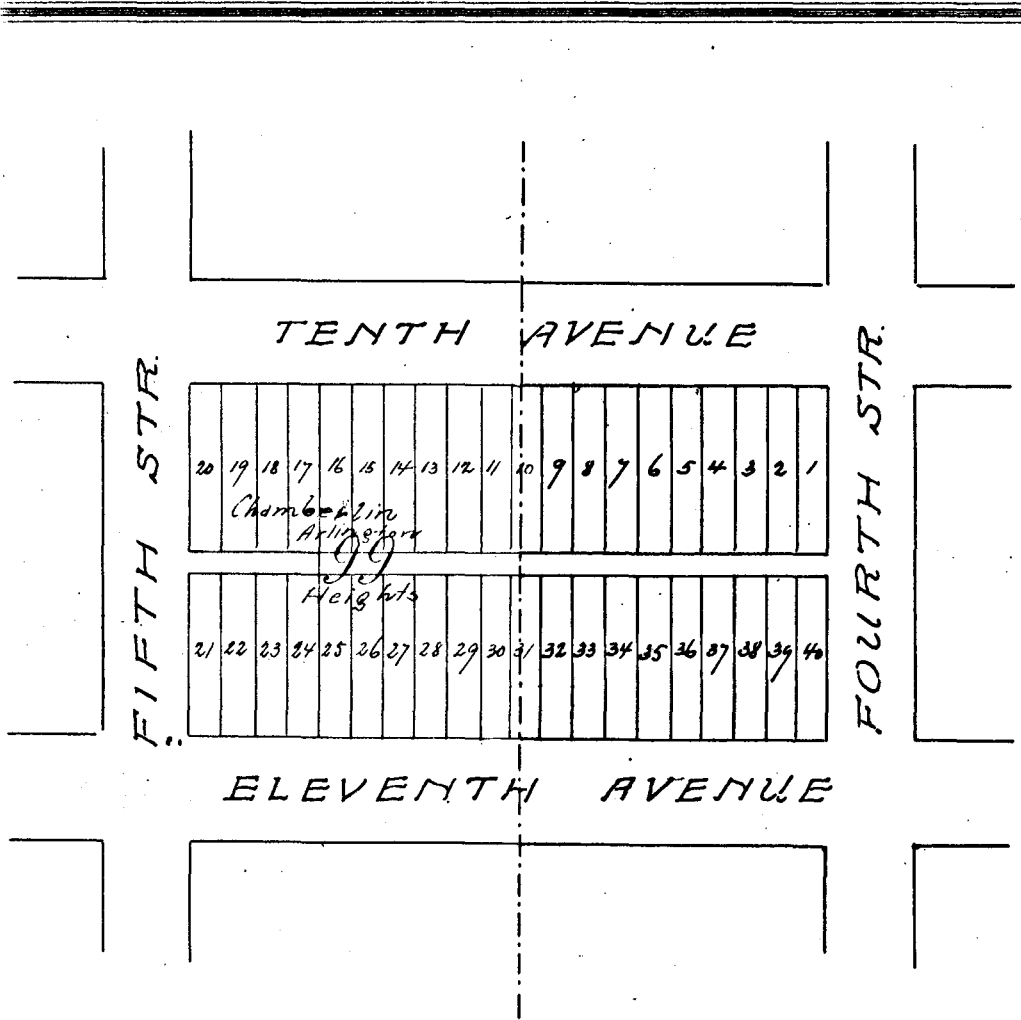 TENTH AVENUE
FIFTH STR.
FOURTH STR.
20 19 18 17 16 15 14 13 12 11 10 9 8 7 6 5 4 3 2 1
Chamberlin
Arlington
99
Heights
21 22 23 24 25 26 27 28 29 30 31 32 33 34 35 36 37 38 39 40
ELEVENTH AVENUE